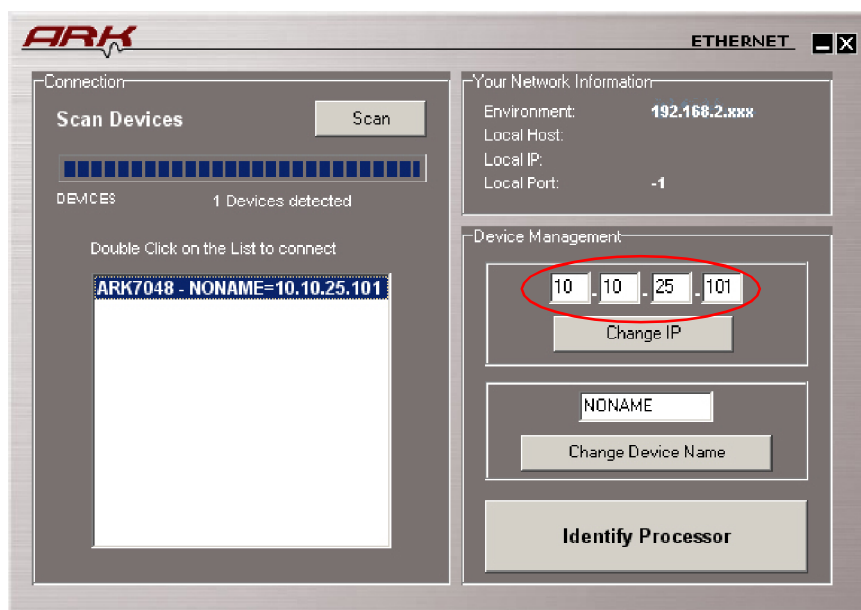 ARK
ETHERNET
Connection
Scan Devices
Scan
DEVICES
1 Devices detected
Double Click on the List to connect
ARK7048 - NONAME=10.10.25.101
Your Network Information
Environment: 192.168.2.xxx
Local Host:
Local IP:
Local Port: -1
Device Management
10 . 10 . 25 . 101
Change IP
NONAME
Change Device Name
Identify Processor